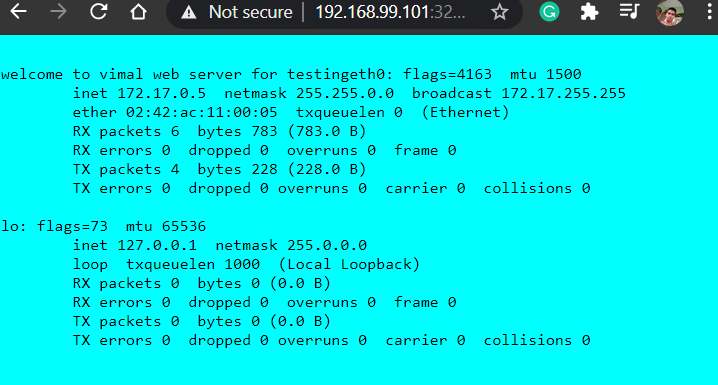 Not secure | 192.168.99.101:32...
welcome to vimal web server for testingeth0: flags=4163 mtu 1500
inet 172.17.0.5 netmask 255.255.0.0 broadcast 172.17.255.255
ether 02:42:ac:11:00:05 txqueuelen 0 (Ethernet)
RX packets 6 bytes 783 (783.0 B)
RX errors 0 dropped 0 overruns 0 frame 0
TX packets 4 bytes 228 (228.0 B)
TX errors 0 dropped 0 overruns 0 carrier 0 collisions 0
lo: flags=73 mtu 65536
inet 127.0.0.1 netmask 255.0.0.0
loop txqueuelen 1000 (Local Loopback)
RX packets 0 bytes 0 (0.0 B)
RX errors 0 dropped 0 overruns 0 frame 0
TX packets 0 bytes 0 (0.0 B)
TX errors 0 dropped 0 overruns 0 carrier 0 collisions 0